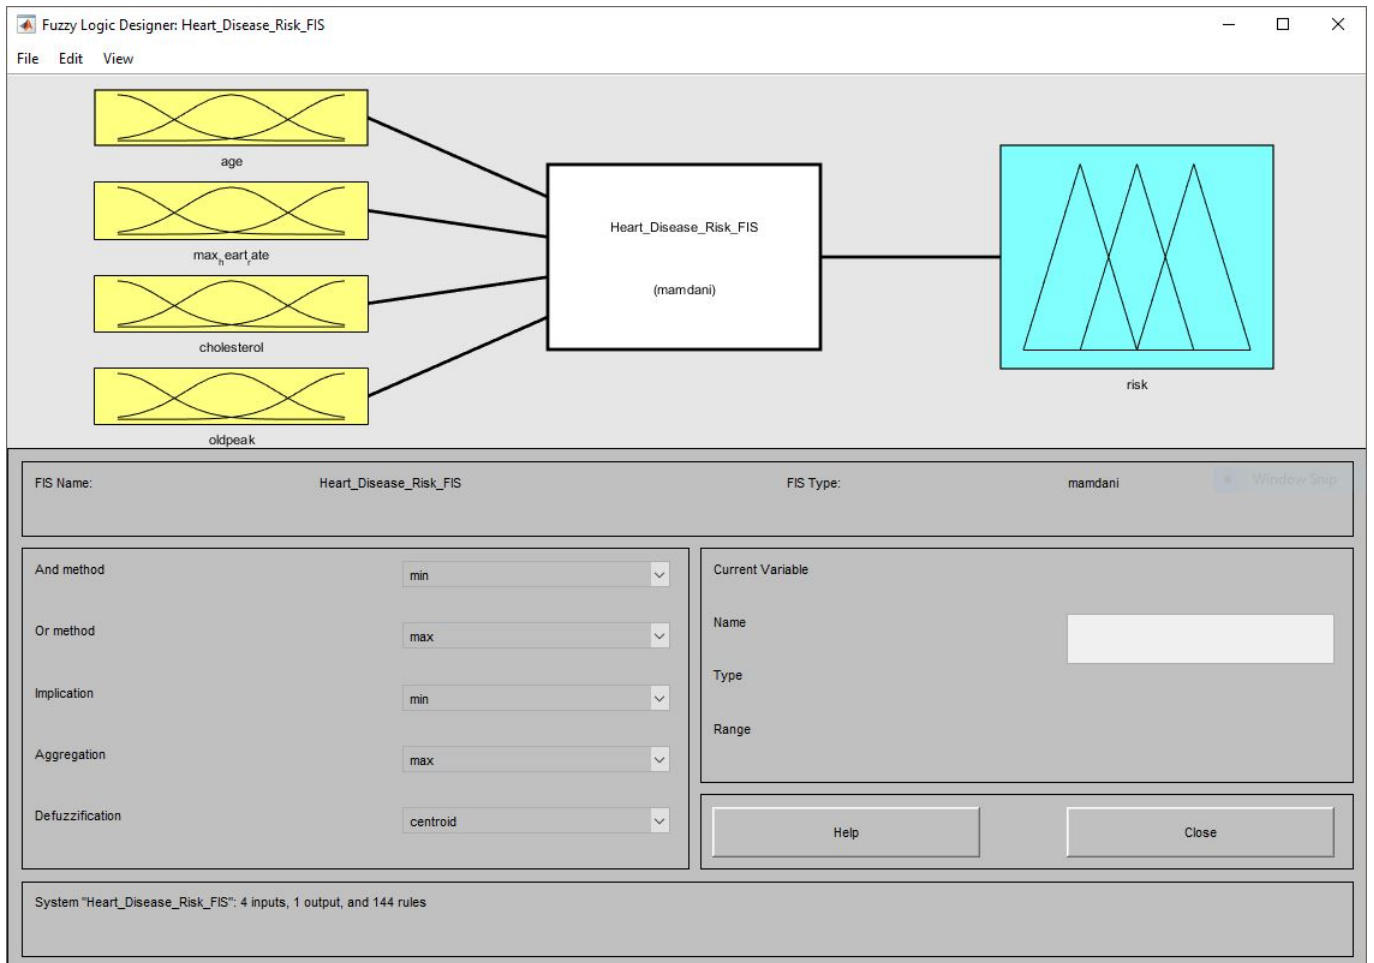 Fuzzy Logic Designer: Heart_Disease_Risk_FIS
File Edit View
age
max_heart_rate
cholesterol
oldpeak
Heart_Disease_Risk_FIS
(mamdani)
risk
FIS Name: Heart_Disease_Risk_FIS FIS Type: mamdani
Window Snip
And method min
Or method max
Implication min
Aggregation max
Defuzzification centroid
Current Variable
Name
Type
Range
Help Close
System "Heart_Disease_Risk_FIS": 4 inputs, 1 output, and 144 rules